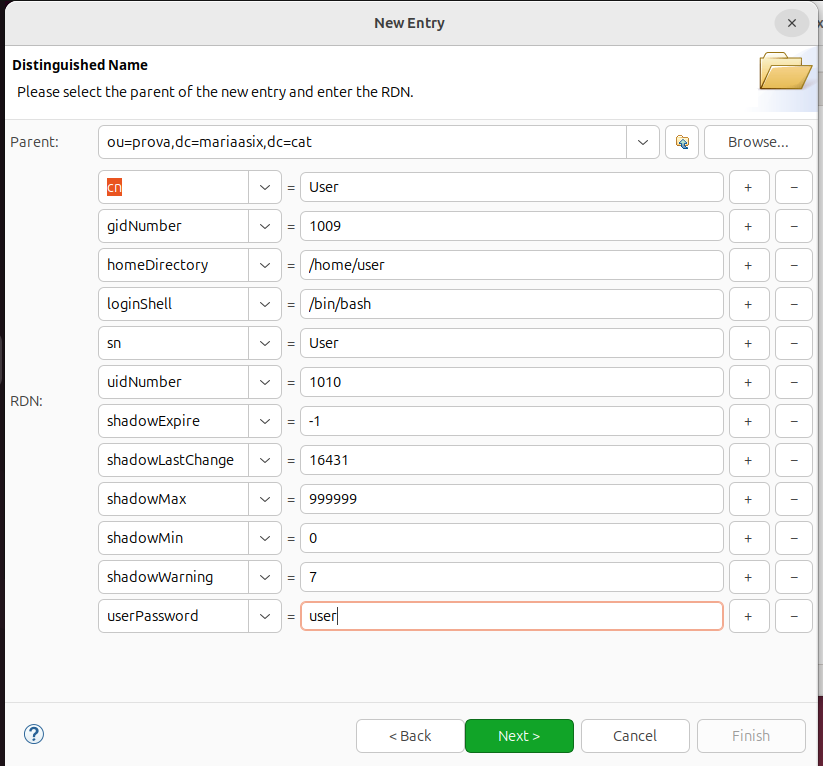 New Entry
Distinguished Name
Please select the parent of the new entry and enter the RDN.
Parent: ou=prova,dc=mariaasix,dc=cat Browse...
cn = User + -
gidNumber = 1009 + -
homeDirectory = /home/user + -
loginShell = /bin/bash + -
sn = User + -
uidNumber = 1010 + -
RDN:
shadowExpire = -1 + -
shadowLastChange = 16431 + -
shadowMax = 999999 + -
shadowMin = 0 + -
shadowWarning = 7 + -
userPassword = user + -
? < Back Next > Cancel Finish